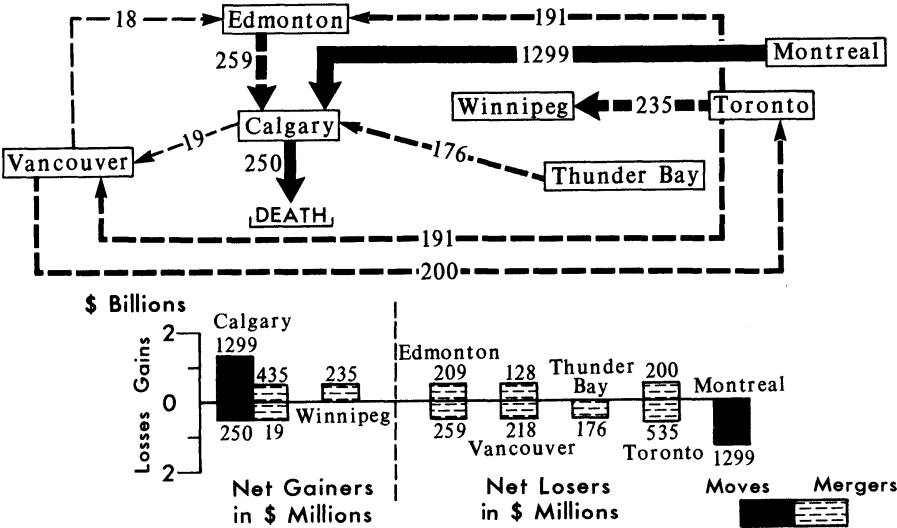 18
Edmonton
191
259
1299
Montreal
Winnipeg
235
Toronto
Calgary
19
176
Vancouver
250
Thunder Bay
DEATH
191
200
$ Billions
Calgary
2
1299
Gains
435
235
Edmonton
209
128
Thunder
Bay
200
Montreal
0
Winnipeg
Losses
250
19
259
218
176
535
Vancouver
Toronto
1299
2
Net Gainers
in $ Millions
Net Losers
in $ Millions
Moves
Mergers